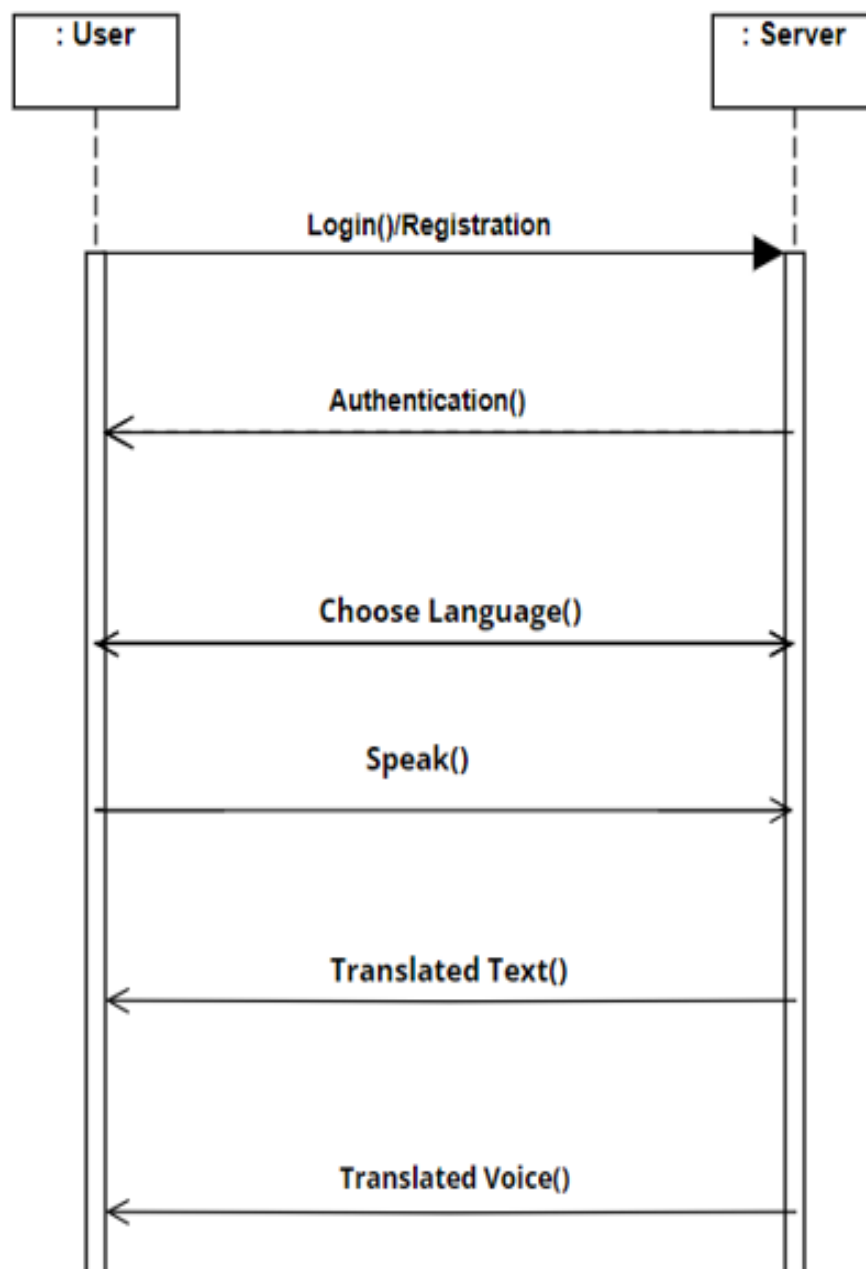 : User
: Server
Login()/Registration
Authentication()
Choose Language()
Speak()
Translated Text()
Translated Voice()